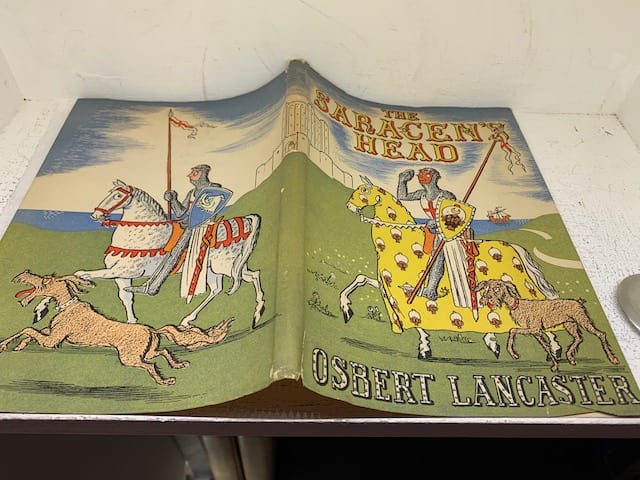 THE
SARACEN'S
HEAD
OSBERT LANCASTER